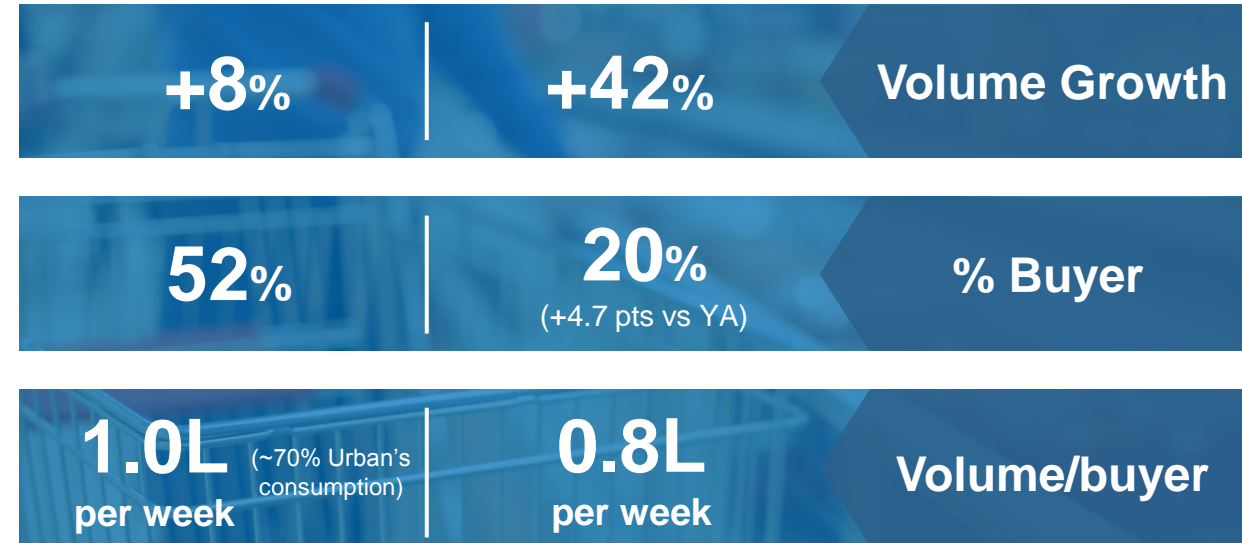 +8%
+42%
Volume Growth
52%
20%
(+4.7 pts vs YA)
% Buyer
1.0L
per week
(~70% Urban’s
consumption)
0.8L
per week
Volume/buyer